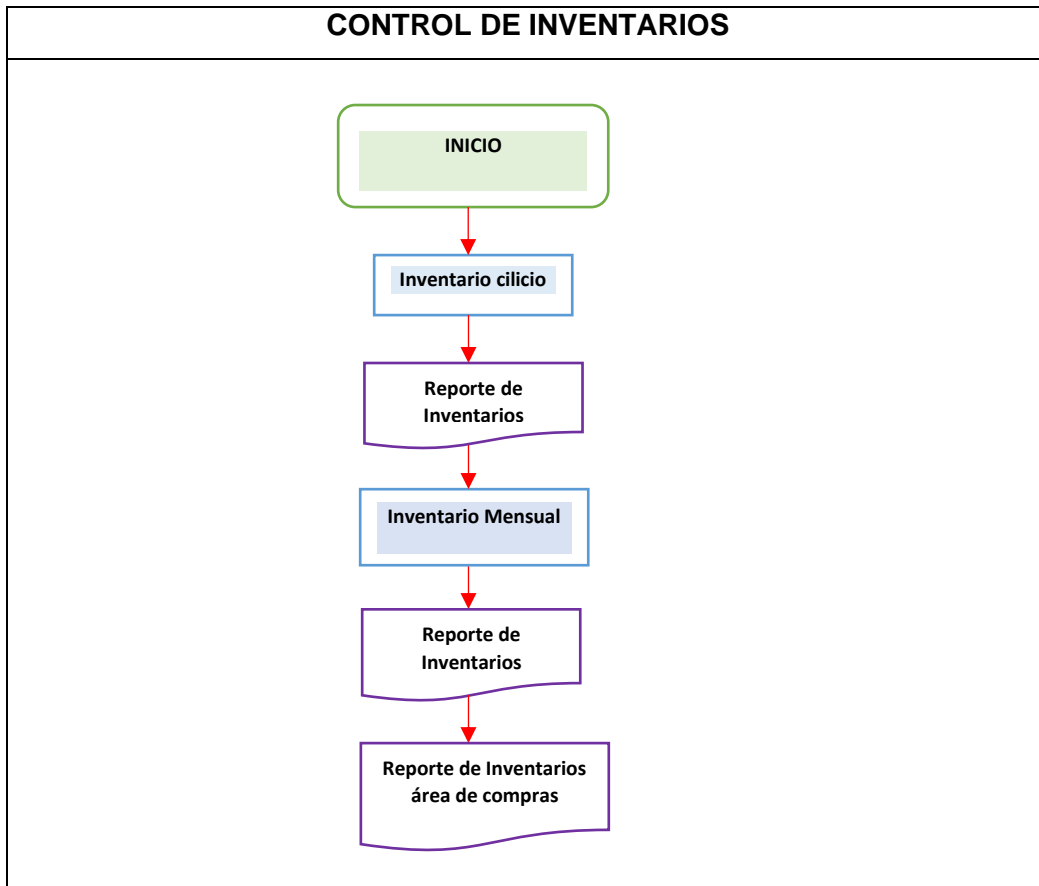 CONTROL DE INVENTARIOS
INICIO
Inventario cilicio
Reporte de
Inventarios
Inventario Mensual
Reporte de
Inventarios
Reporte de Inventarios
área de compras